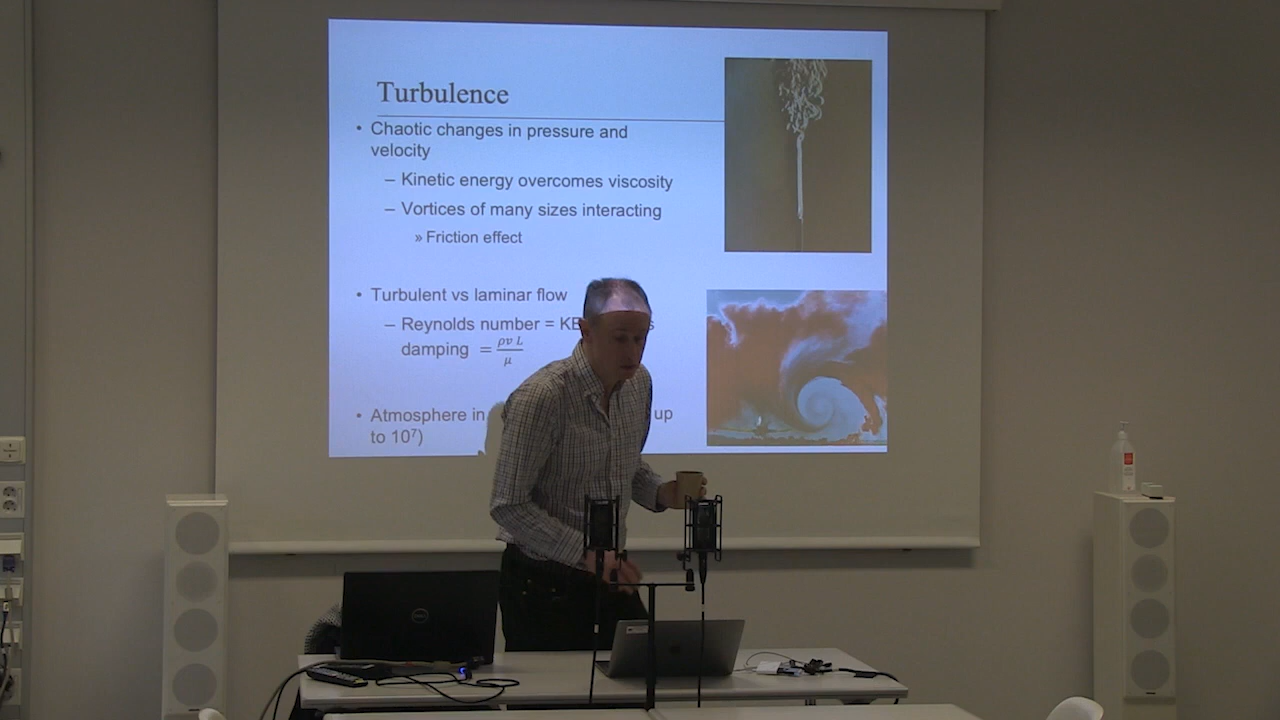 Turbulence
• Chaotic changes in pressure and
velocity
– Kinetic energy overcomes viscosity
– Vortices of many sizes interacting
» Friction effect
• Turbulent vs laminar flow
– Reynolds number = KE
damping = ρv L / μ
• Atmosphere in up
to 10⁷)
DELL